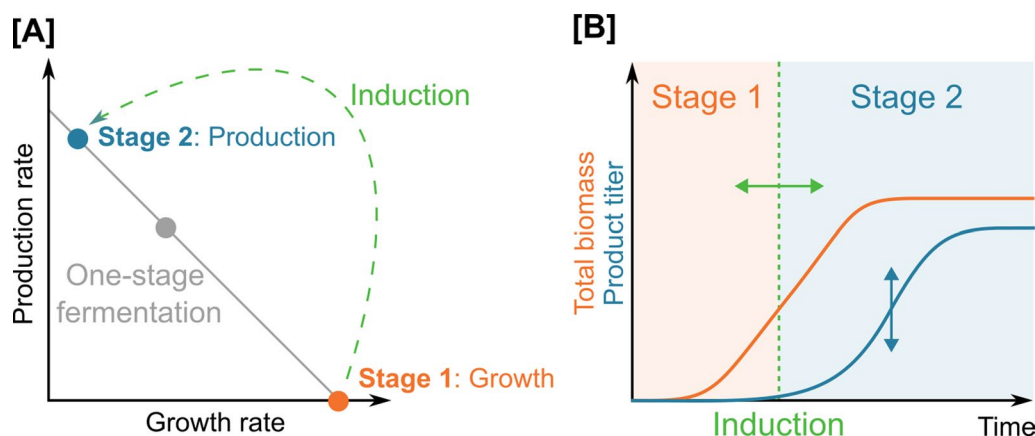 [A]
Production rate
Induction
Stage 2: Production
One-stage
fermentation
Stage 1: Growth
Growth rate
[B]
Total biomass
Product titer
Stage 1
Stage 2
Induction
Time